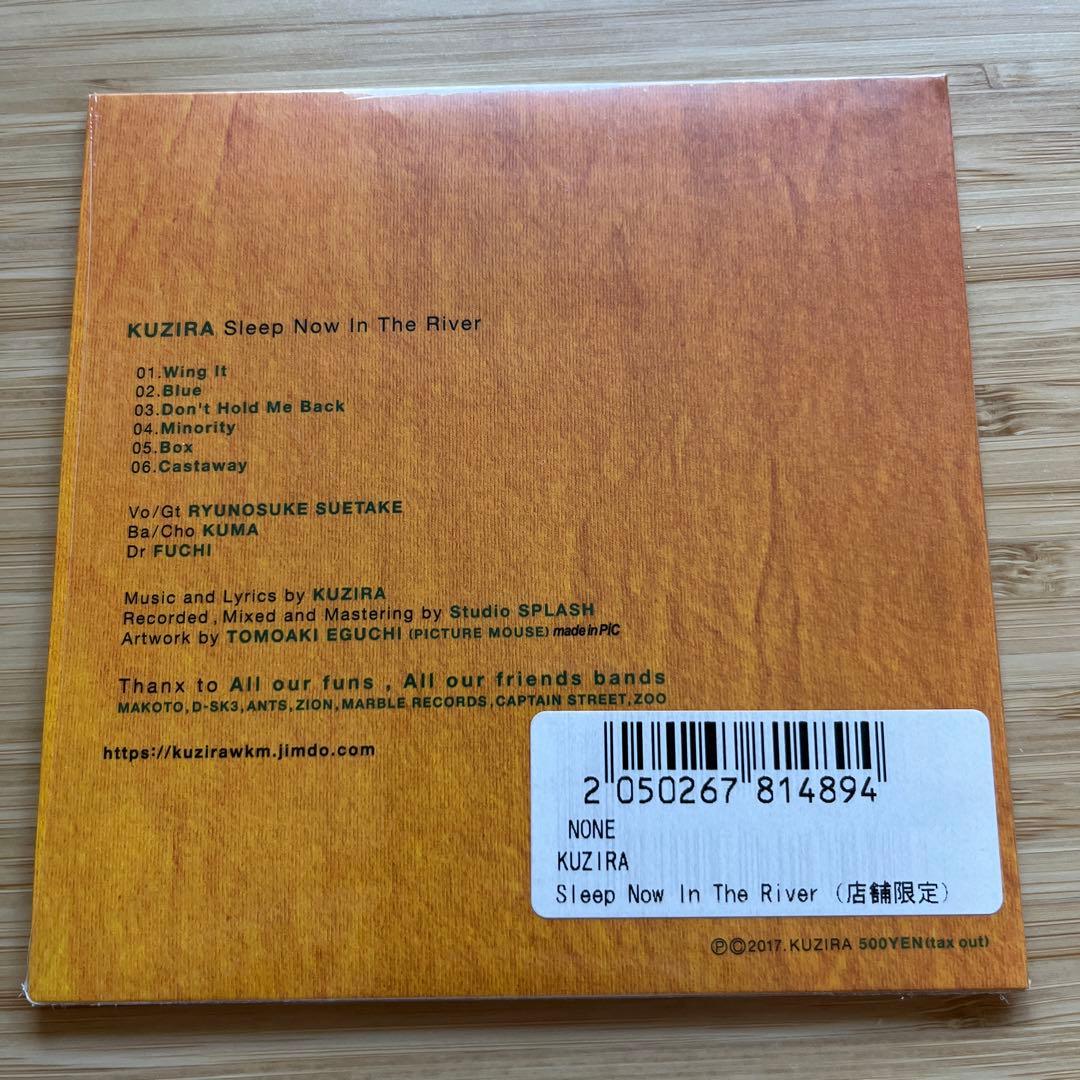 KUZIRA Sleep Now In The River
01.Wing It
02.Blue
03.Don't Hold Me Back
04.Minority
05.Box
06.Castaway
Vo/Gt RYUNOSUKE SUETAKE
Ba/Cho KUMA
Dr FUCHI
Music and Lyrics by KUZIRA
Recorded,Mixed and Mastering by Studio SPLASH
Artwork by TOMOAKI EGUCHI (PICTURE MOUSE) made in PiC
Thanx to All our funs , All our friends bands
MAKOTO,D-SK3,ANTS,ZION,MARBLE RECORDS,CAPTAIN STREET,ZOO
https://kuzirawkm.jimdo.com
2 050267 814894
NONE
KUZIRA
Sleep Now In The River (店舗限定)
Ⓟ©2017.KUZIRA 500YEN(tax out)